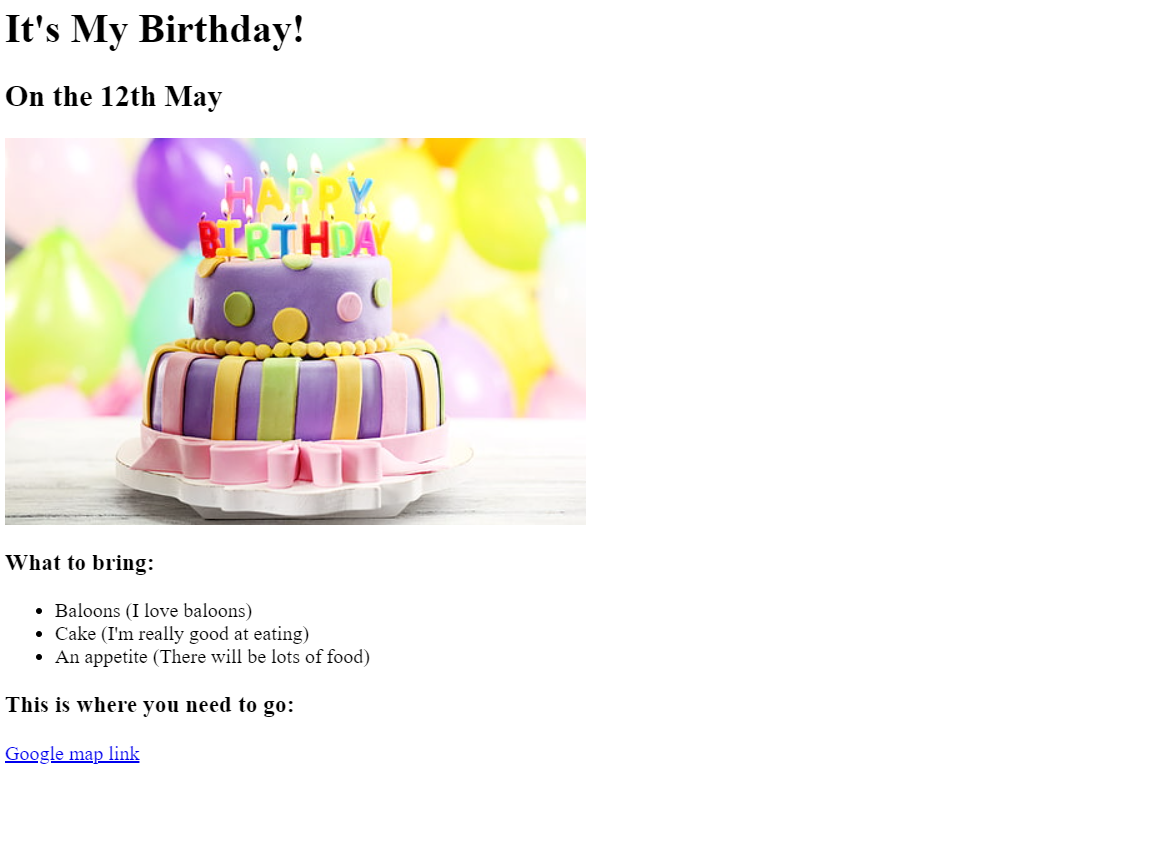 It's My Birthday!
On the 12th May
HAPPY
BIRTHDAY
What to bring:
Baloons (I love baloons)
Cake (I'm really good at eating)
An appetite (There will be lots of food)
This is where you need to go:
Google map link